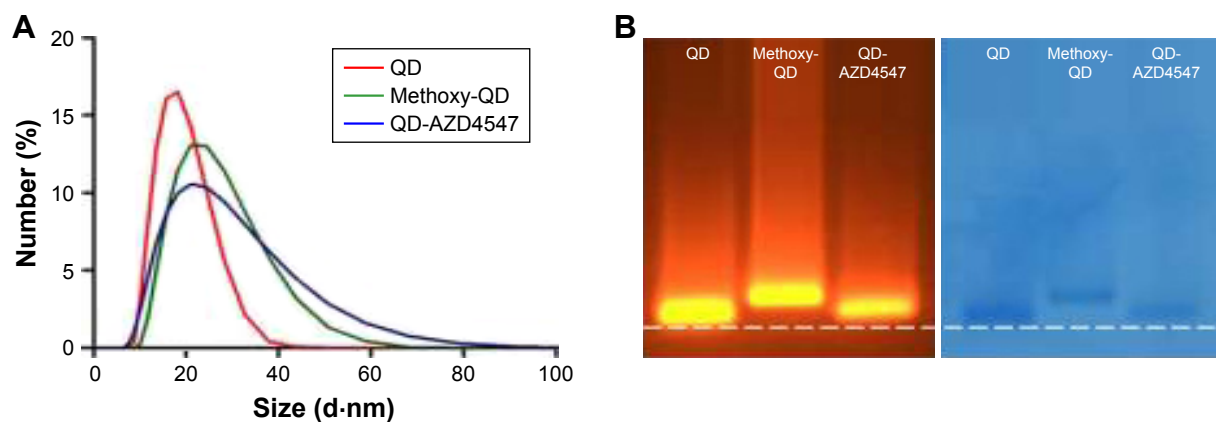 A
Number (%)
20
15
10
5
0
0 20 40 60 80 100
Size (d·nm)
QD
Methoxy-QD
QD-AZD4547
B
QD
Methoxy-
QD
QD-
AZD4547
QD
Methoxy-
QD
QD-
AZD4547